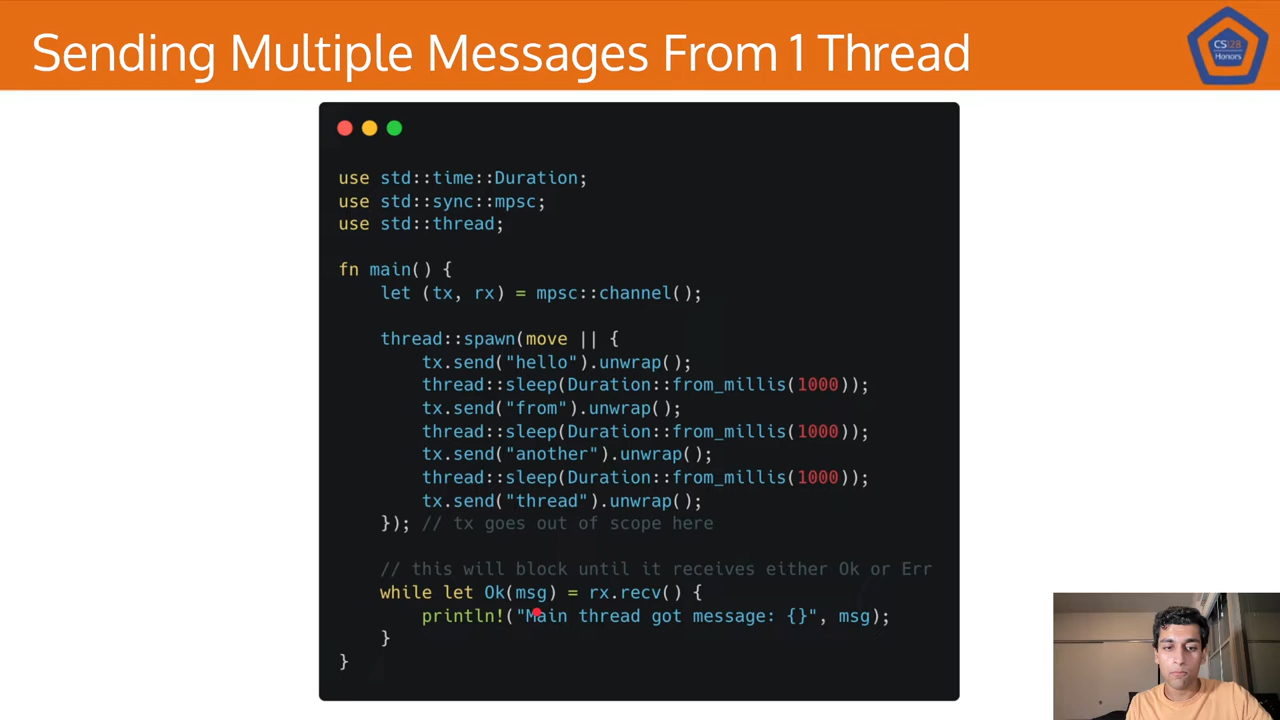 Sending Multiple Messages From 1 Thread
CS128
Honors
use std::time::Duration;
use std::sync::mpsc;
use std::thread;
fn main() {
    let (tx, rx) = mpsc::channel();
    thread::spawn(move || {
        tx.send("hello").unwrap();
        thread::sleep(Duration::from_millis(1000));
        tx.send("from").unwrap();
        thread::sleep(Duration::from_millis(1000));
        tx.send("another").unwrap();
        thread::sleep(Duration::from_millis(1000));
        tx.send("thread").unwrap();
    }); // tx goes out of scope here
    // this will block until it receives either Ok or Err
    while let Ok(msg) = rx.recv() {
        println!("Main thread got message: {}", msg);
    }
}